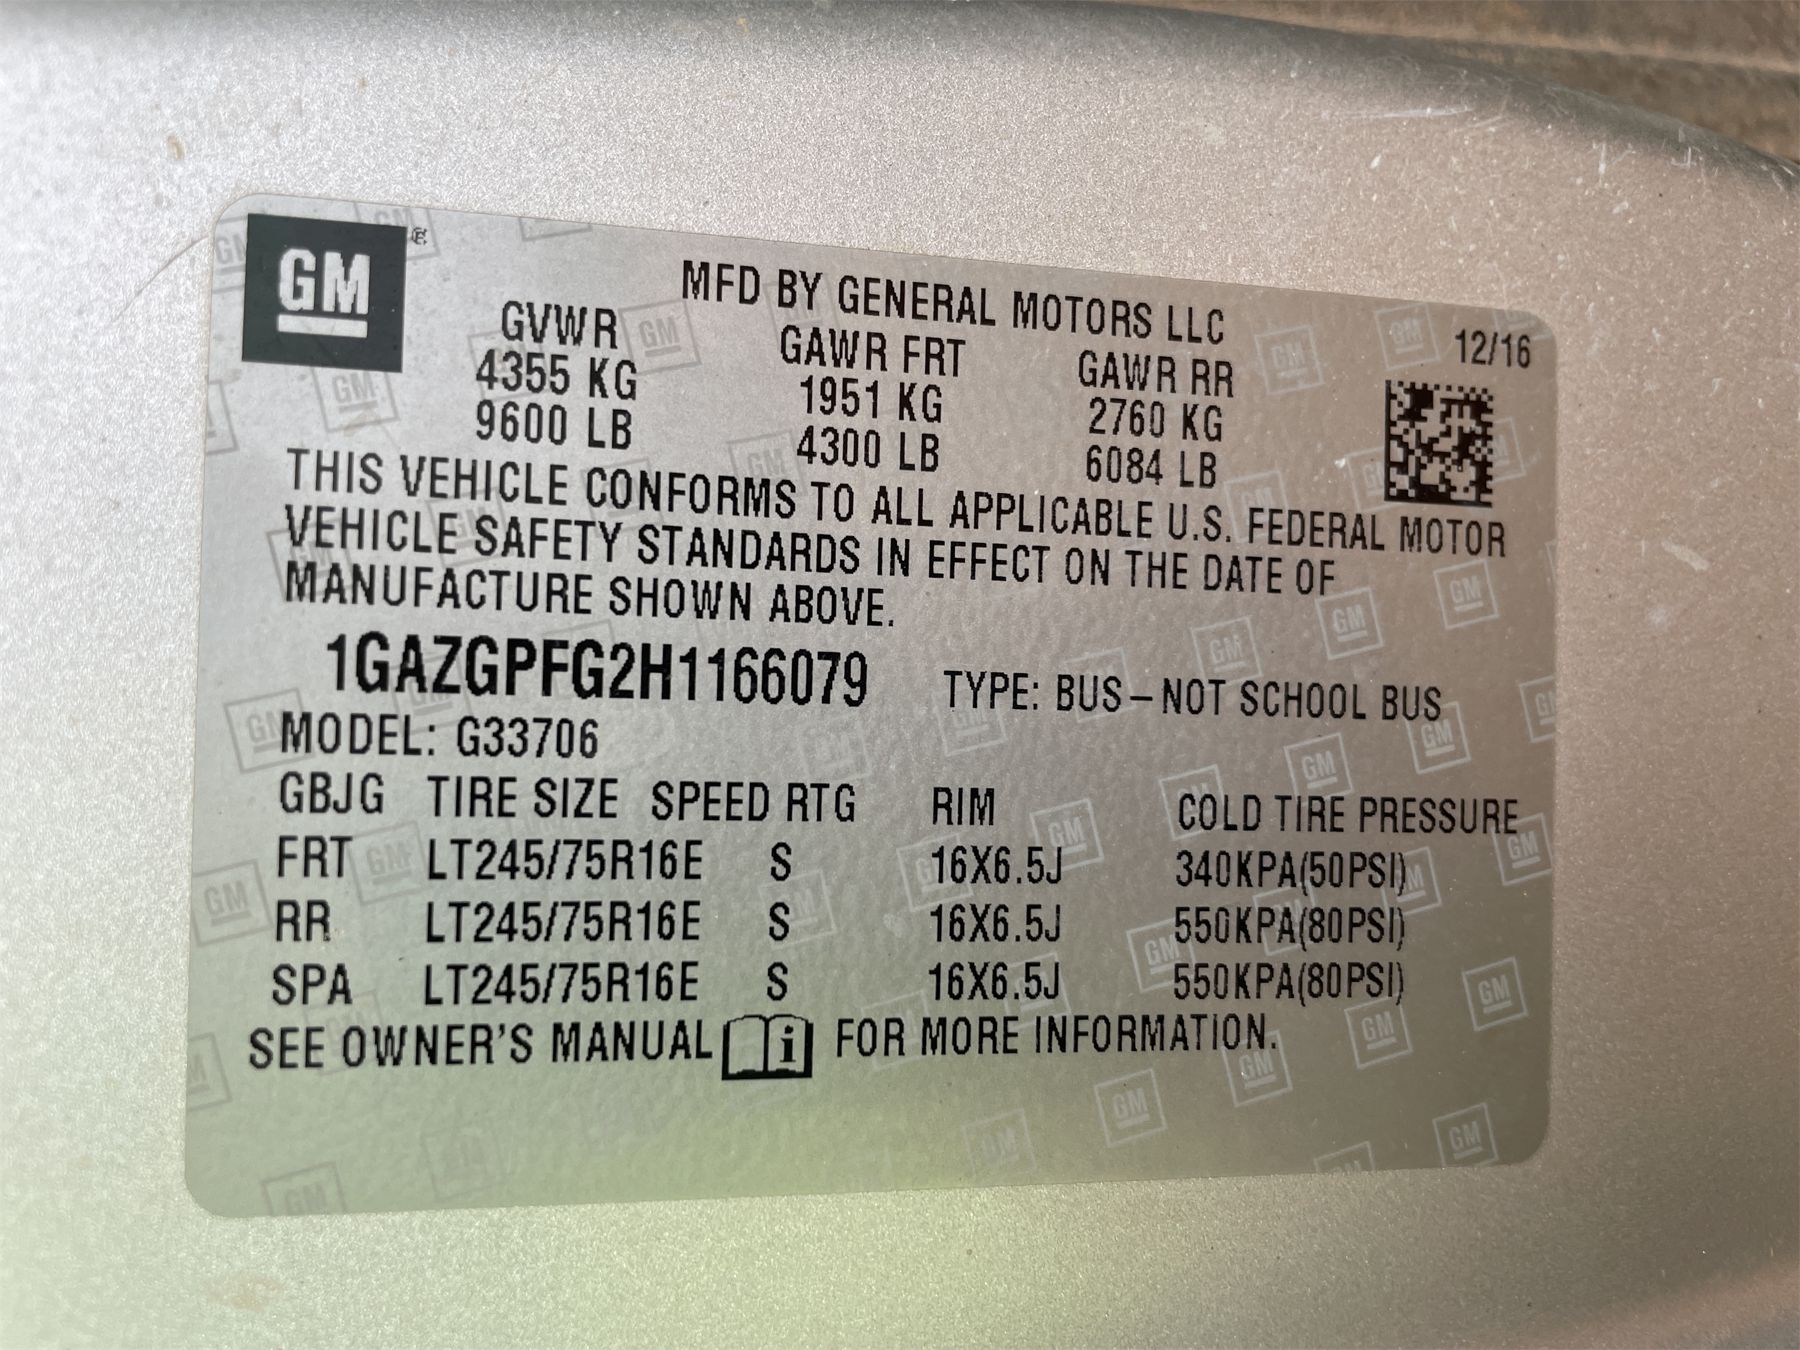 GM®
MFD BY GENERAL MOTORS LLC
GVWR GAWR FRT GAWR RR 12/16
4355 KG 1951 KG 2760 KG
9600 LB 4300 LB 6084 LB
THIS VEHICLE CONFORMS TO ALL APPLICABLE U.S. FEDERAL MOTOR
VEHICLE SAFETY STANDARDS IN EFFECT ON THE DATE OF
MANUFACTURE SHOWN ABOVE.
1GAZGPFG2H1166079 TYPE: BUS – NOT SCHOOL BUS
MODEL: G33706
GBJG TIRE SIZE SPEED RTG RIM COLD TIRE PRESSURE
FRT LT245/75R16E S 16X6.5J 340KPA(50PSI)
RR LT245/75R16E S 16X6.5J 550KPA(80PSI)
SPA LT245/75R16E S 16X6.5J 550KPA(80PSI)
SEE OWNER'S MANUAL i FOR MORE INFORMATION.